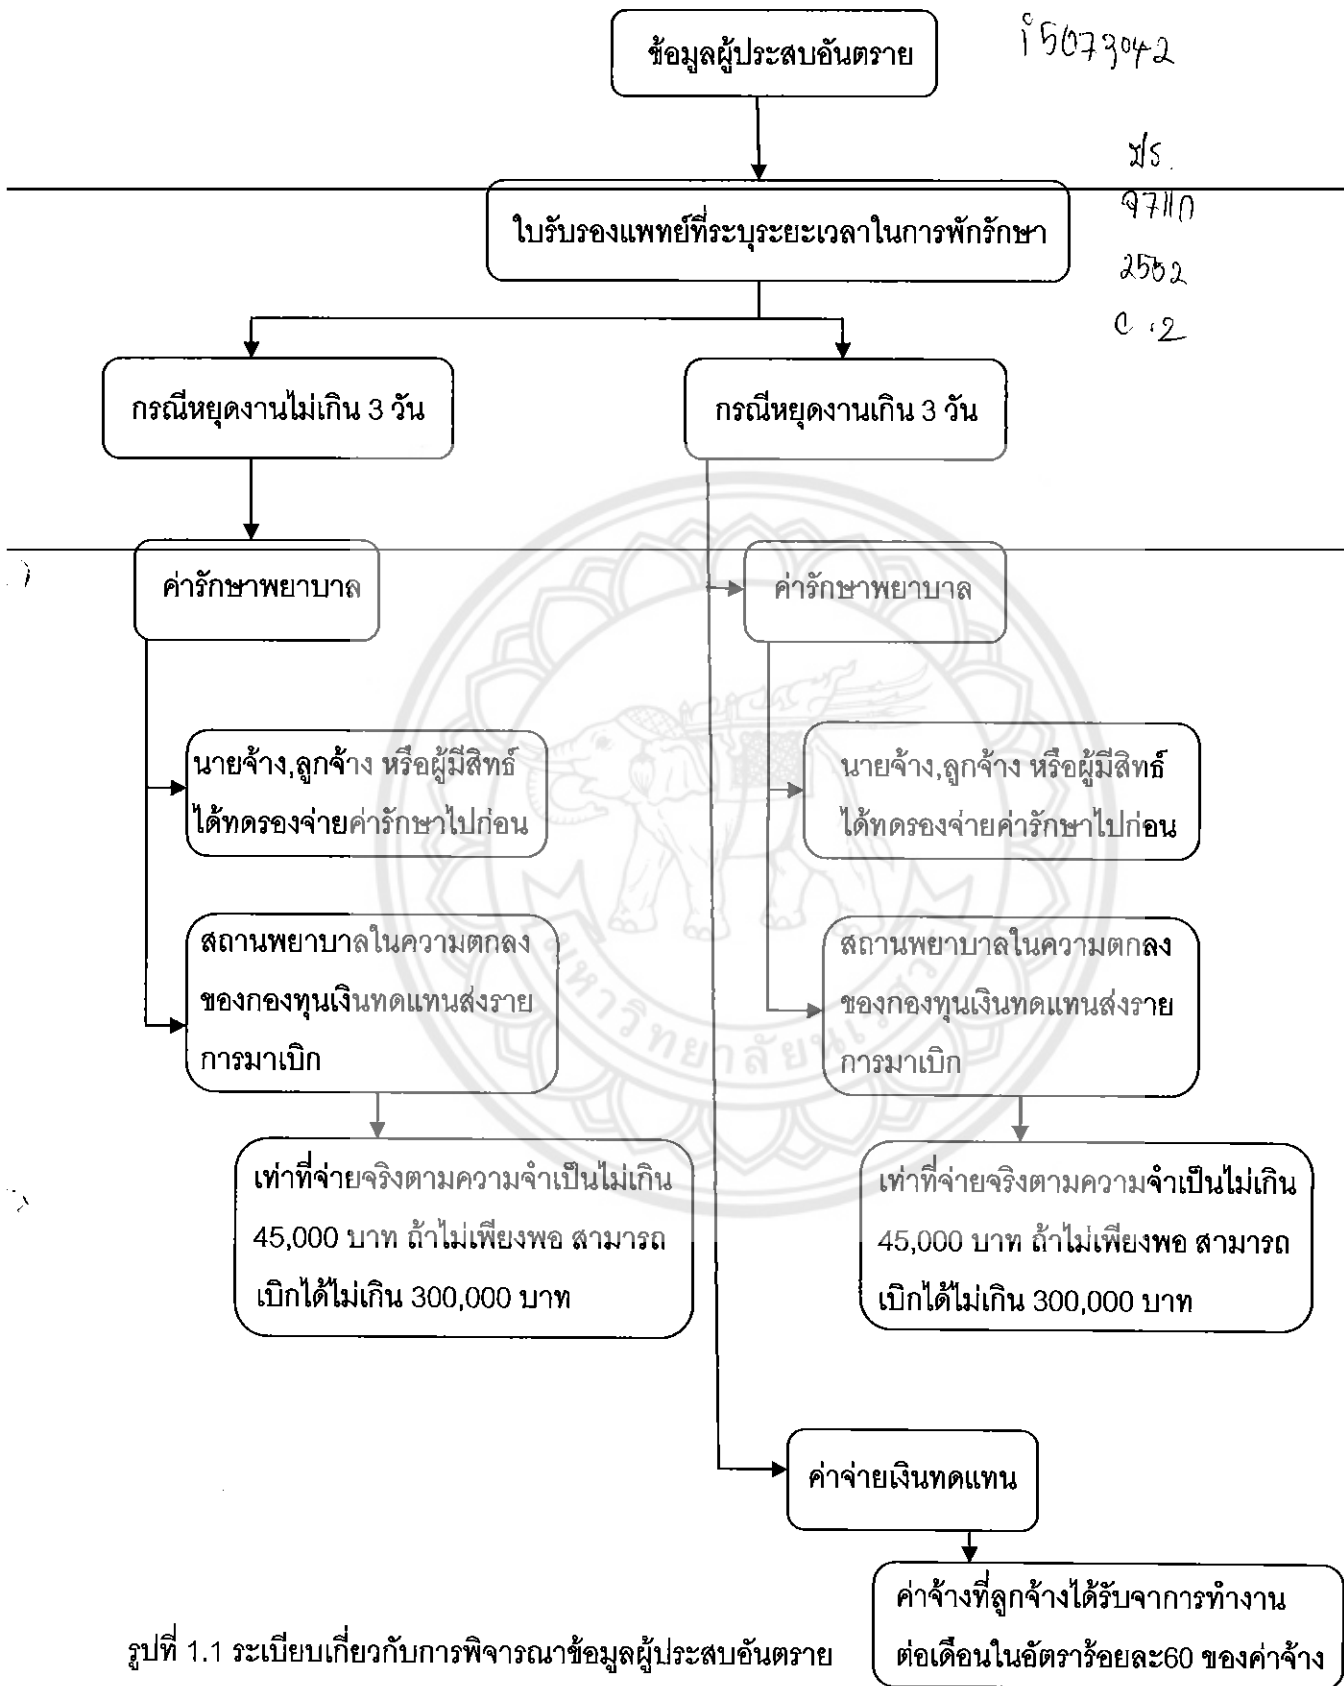 ข้อมูลผู้ประสบอันตราย
i5073042
ใบรับรองแพทย์ที่ระบุระยะเวลาในการพักรักษา
2552
กรณีหยุดงานไม่เกิน 3 วัน
กรณีหยุดงานเกิน 3 วัน
ค่ารักษาพยาบาล
ค่ารักษาพยาบาล
นายจ้าง,ลูกจ้าง หรือผู้มีสิทธิ์
ได้ทดรองจ่ายค่ารักษาไปก่อน
นายจ้าง,ลูกจ้าง หรือผู้มีสิทธิ์
ได้ทดรองจ่ายค่ารักษาไปก่อน
สถานพยาบาลในความตกลง
ของกองทุนเงินทดแทนส่งราย
การมาเบิก
สถานพยาบาลในความตกลง
ของกองทุนเงินทดแทนส่งราย
การมาเบิก
มหาวิทยาลัยนเรศวร
เท่าที่จ่ายจริงตามความจำเป็นไม่เกิน
45,000 บาท ถ้าไม่เพียงพอ สามารถ
เบิกได้ไม่เกิน 300,000 บาท
เท่าที่จ่ายจริงตามความจำเป็นไม่เกิน
45,000 บาท ถ้าไม่เพียงพอ สามารถ
เบิกได้ไม่เกิน 300,000 บาท
ค่าจ่ายเงินทดแทน
ค่าจ้างที่ลูกจ้างได้รับจาการทำงาน
ต่อเดือนในอัตราร้อยละ60 ของค่าจ้าง
รูปที่ 1.1 ระเบียบเกี่ยวกับการพิจารณาข้อมูลผู้ประสบอันตราย